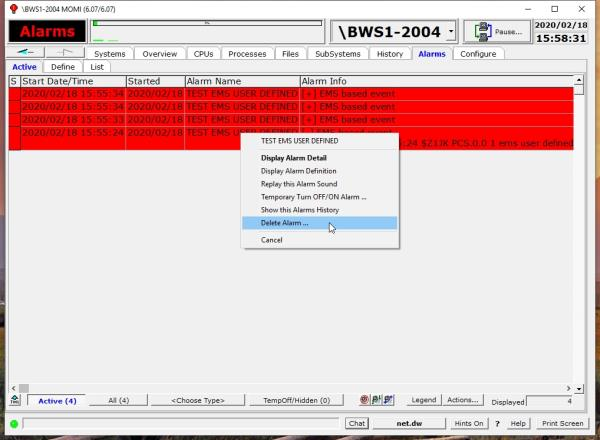 \BWS1-2004 MOMI (6.07/6.07)
Alarms
\BWS1-2004
Pause...
2020/02/18
15:58:31
Systems Overview CPUs Processes Files SubSystems History Alarms Configure
Active Define List
S Start Date/Time Started Alarm Name Alarm Info
2020/02/18 15:55:34 2020/02/18 TEST EMS USER DEFINED [+] EMS based event
2020/02/18 15:55:34 2020/02/18 TEST EMS USER DEFINED [+] EMS based event
2020/02/18 15:55:33 2020/02/18 TEST EMS USER DEFINED [+] EMS based event
2020/02/18 15:55:24 2020/02/18 TEST EMS USER DEFINED [-] EMS based event
:24 $Z1JK PCS.0.0 1 ems user defined
TEST EMS USER DEFINED
Display Alarm Detail
Display Alarm Definition
Replay this Alarm Sound
Temporary Turn OFF/ON Alarm ...
Show this Alarms History
Delete Alarm ...
Cancel
Active (4) All (4) <Choose Type> TempOff/Hidden (0) Legend Actions... Displayed 4
Chat net.dw Hints On ? Help Print Screen